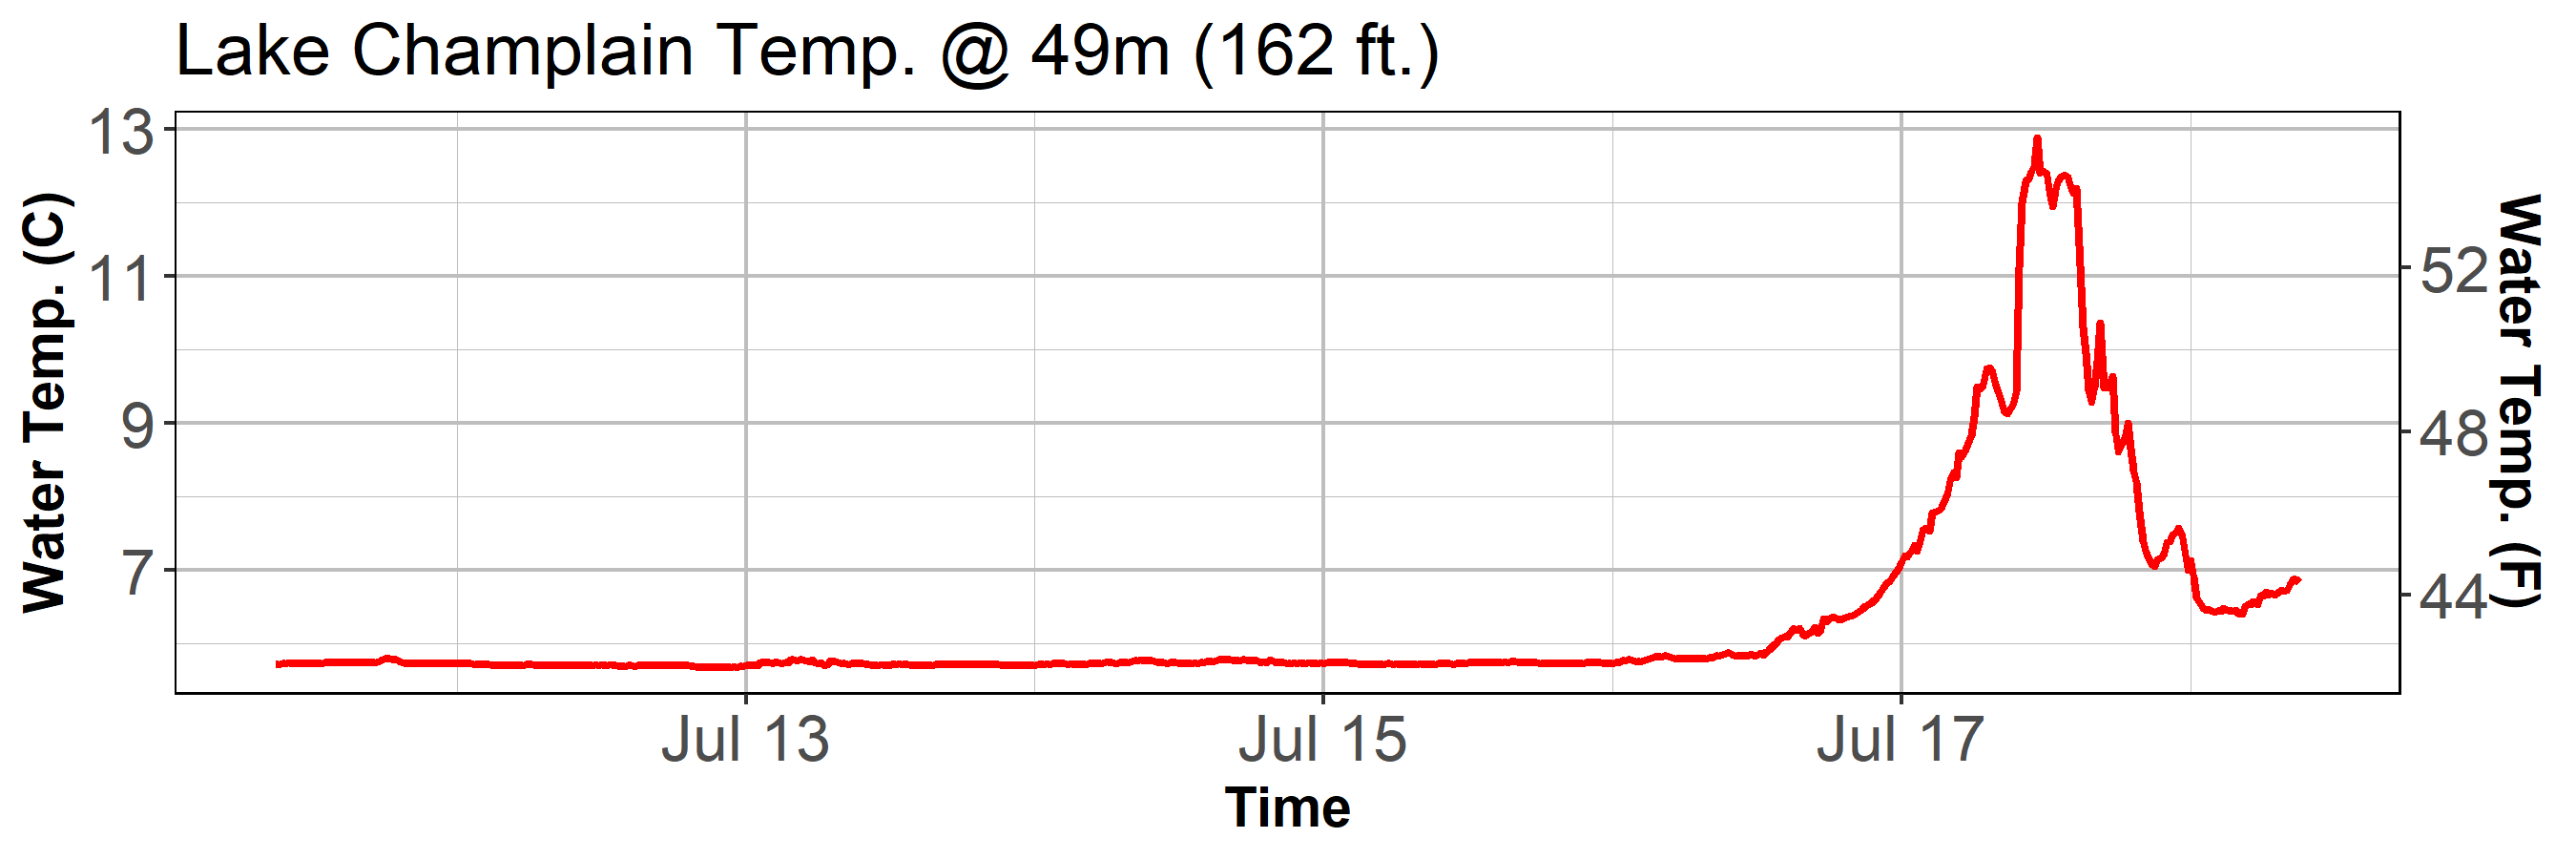 Lake Champlain Temp. @ 49m (162 ft.)
Water Temp. (C)
13
11
9
7
52
48
44
Water Temp. (F)
Jul 13
Jul 15
Jul 17
Time